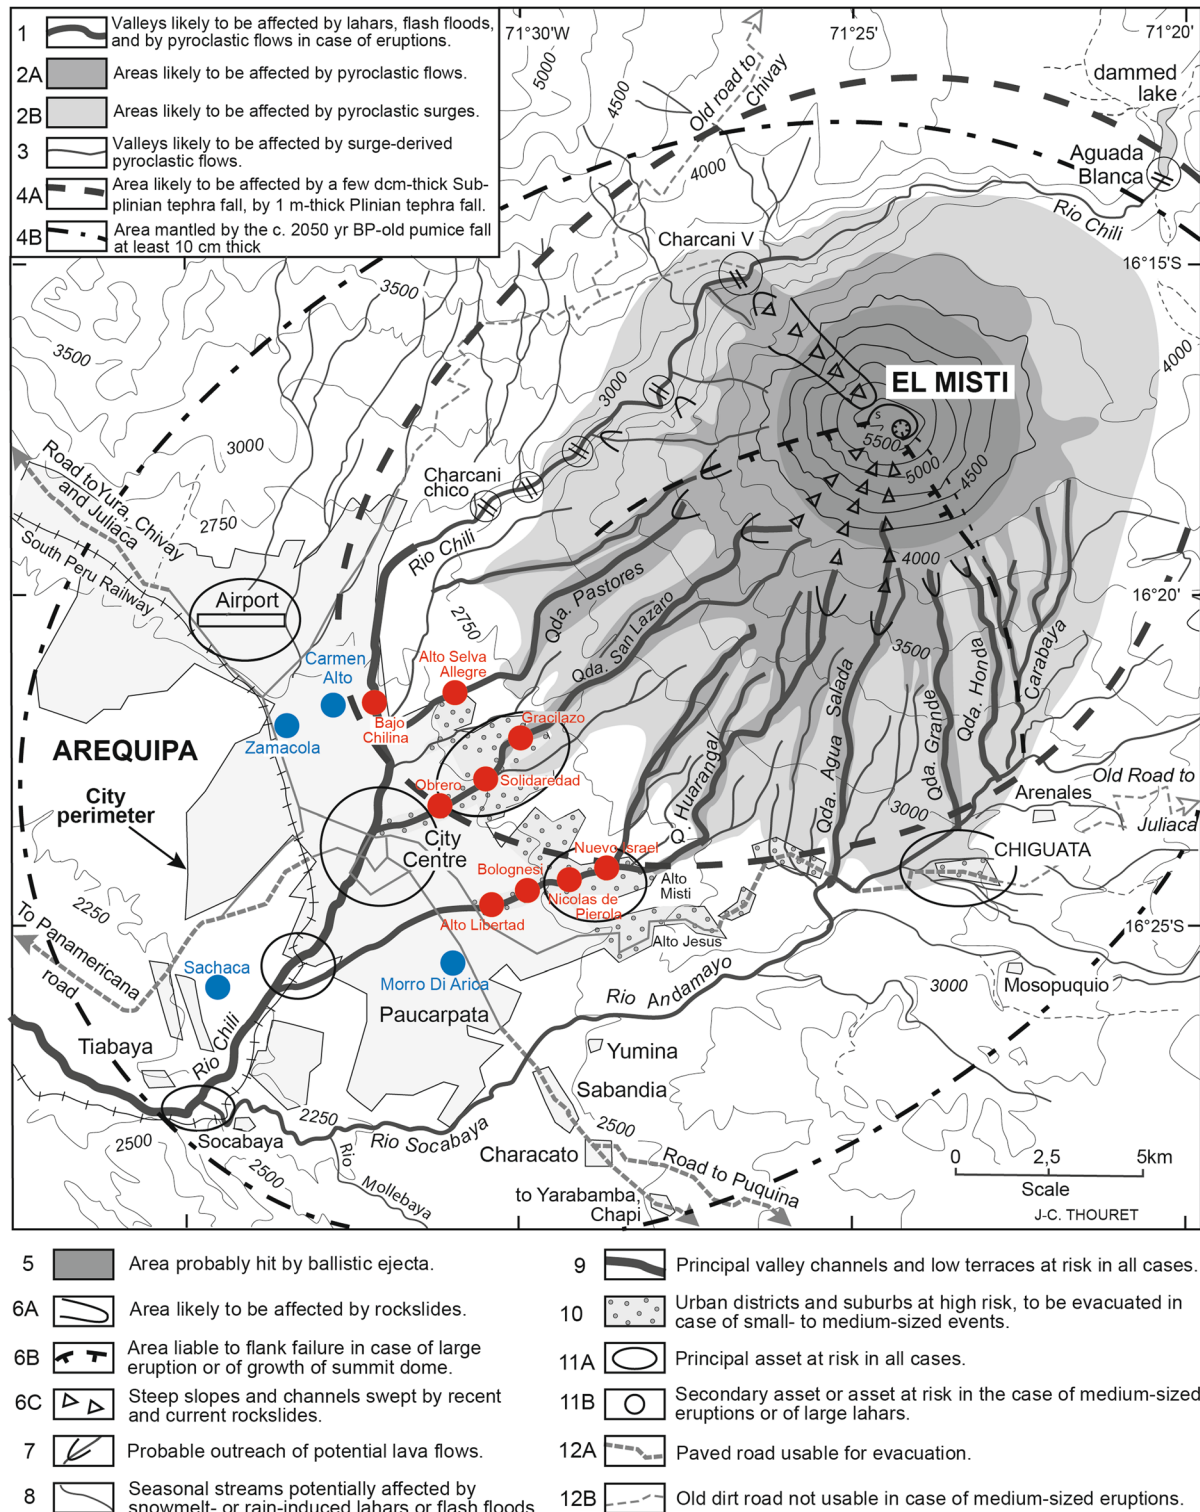 1 Valleys likely to be affected by lahars, flash floods,
and by pyroclastic flows in case of eruptions.
2A Areas likely to be affected by pyroclastic flows.
2B Areas likely to be affected by pyroclastic surges.
3 Valleys likely to be affected by surge-derived
pyroclastic flows.
4A Area likely to be affected by a few dcm-thick Sub-
plinian tephra fall, by 1 m-thick Plinian tephra fall.
4B Area mantled by the c. 2050 yr BP-old pumice fall
at least 10 cm thick
71°30'W
71°25'
71°20'
5000
4500
Old road to
Chivay
4000
dammed
lake
Aguada
Blanca
Rio Chili
Charcani V
16°15'S
3500
3500
4000
EL MISTI
3000
S
5500
5000
4500
3000
Charcani
chico
Road to Yura, Chivay
and Juliaca
2750
South Peru Railway
Rio Chili
4000
Airport
2750
Qda. Pastores
Qda. San Lazaro
16°20'
3500
Carmen
Alto
Alto Selva
Allegre
Bajo
Chilina
Zamacola
Gracilazo
Qda. Agua Salada
Qda. Grande
Qda. Honda
Carabaya
AREQUIPA
City
perimeter
Obrero
Solidaredad
Q. Huarangal
Old Road to
Juliaca
Arenales
3000
City
Centre
Nuevo Israel
CHIGUATA
Bolognesi
Nicolas de
Pierola
Alto
Misti
Alto Libertad
2250
To Panamericana
road
Alto Jesus
16°25'S
Sachaca
Morro Di Arica
Rio Andamayo
3000
Mosopuquio
Paucarpata
Tiabaya
Rio Chili
Yumina
Sabandia
2250
2500
Socabaya
Rio Socabaya
2500
2500
Characato
Rio Mollebaya
Road to Puquina
to Yarabamba,
Chapi
0 2,5 5km
Scale
J-C. THOURET
5 Area probably hit by ballistic ejecta.
6A Area likely to be affected by rockslides.
6B Area liable to flank failure in case of large
eruption or of growth of summit dome.
6C Steep slopes and channels swept by recent
and current rockslides.
7 Probable outreach of potential lava flows.
8 Seasonal streams potentially affected by
snowmelt- or rain-induced lahars or flash floods
9 Principal valley channels and low terraces at risk in all cases.
10 Urban districts and suburbs at high risk, to be evacuated in
case of small- to medium-sized events.
11A Principal asset at risk in all cases.
11B Secondary asset or asset at risk in the case of medium-sized
eruptions or of large lahars.
12A Paved road usable for evacuation.
12B Old dirt road not usable in case of medium-sized eruptions.